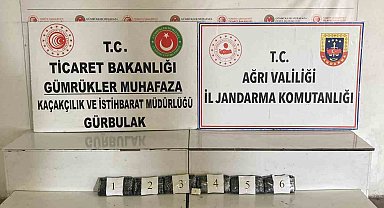 T.C.
TİCARET BAKANLIĞI
GÜMRÜKLER MUHAFAZA
KAÇAKÇILIK VE İSTİHBARAT MÜDÜRLÜĞÜ
GÜRBULAK
T.C.
AĞRI VALİLİĞİ
İL JANDARMA KOMUTANLIĞI
1 2 3 4 5 6